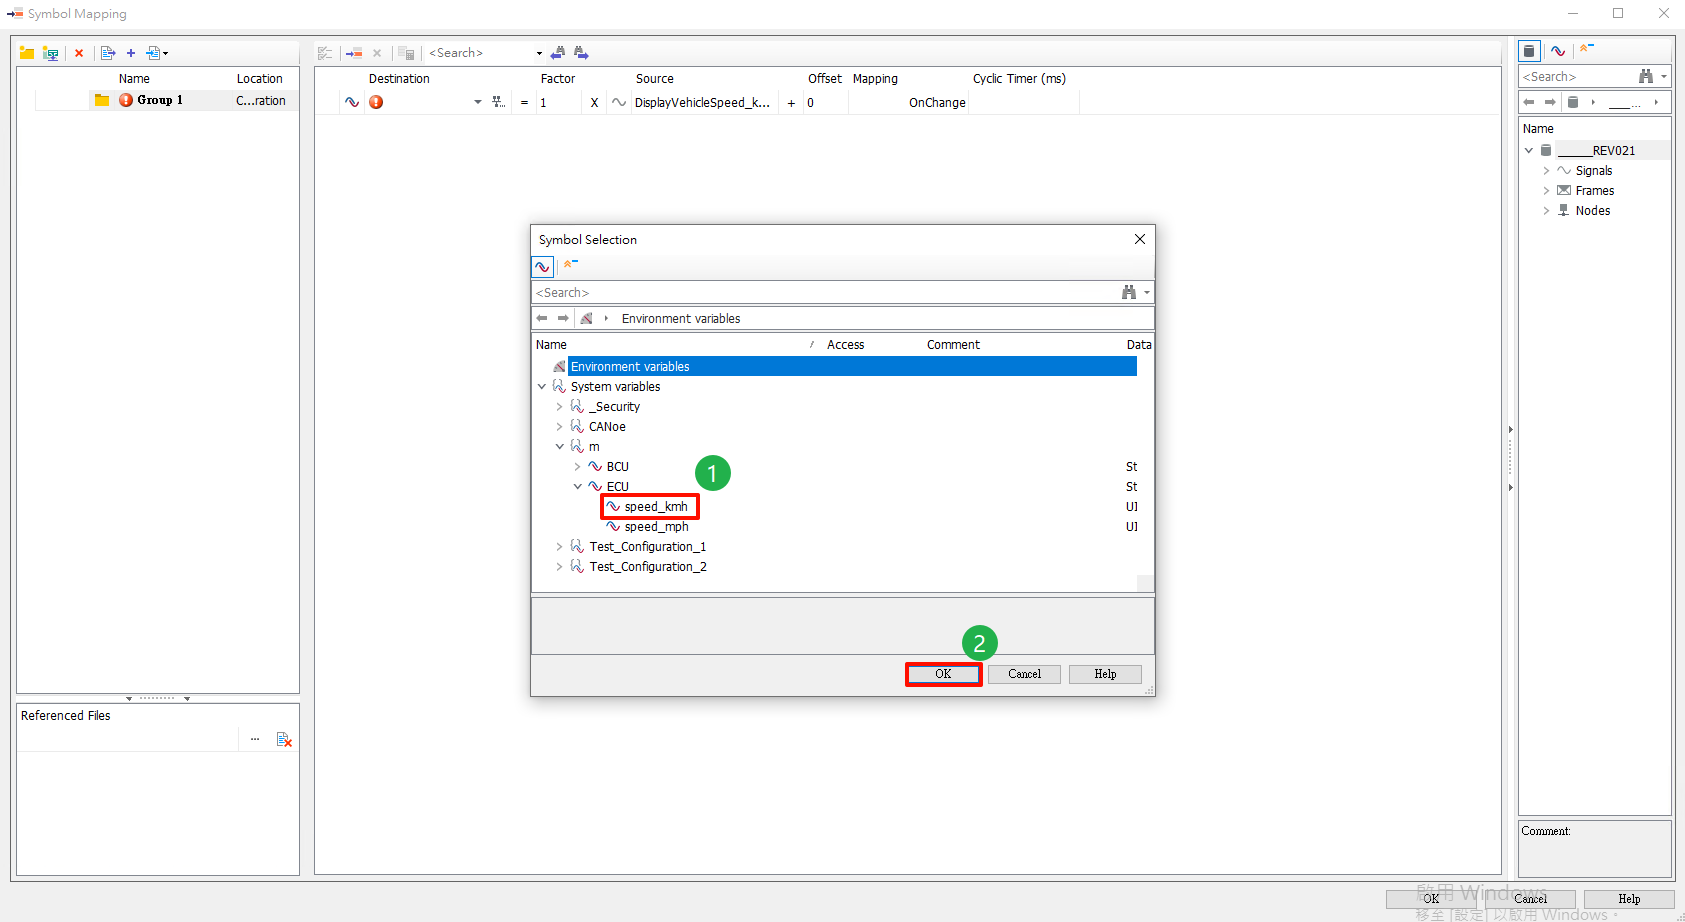 Symbol Mapping
Name Location
Group 1 C...ration
<Search>
Destination Factor Source Offset Mapping Cyclic Timer (ms)
= 1 X DisplayVehicleSpeed_k... + 0 OnChange
<Search>
___...
Name
_____REV021
Signals
Frames
Nodes
Symbol Selection
<Search>
Environment variables
Name / Access Comment Data
Environment variables
System variables
_Security
CANoe
m
BCU St
1
ECU St
speed_kmh UI
speed_mph UI
Test_Configuration_1
Test_Configuration_2
2
OK Cancel Help
Referenced Files
...
Comment:
OK Cancel Help
啟用 Windows
移至 [設定] 以啟用 Windows。